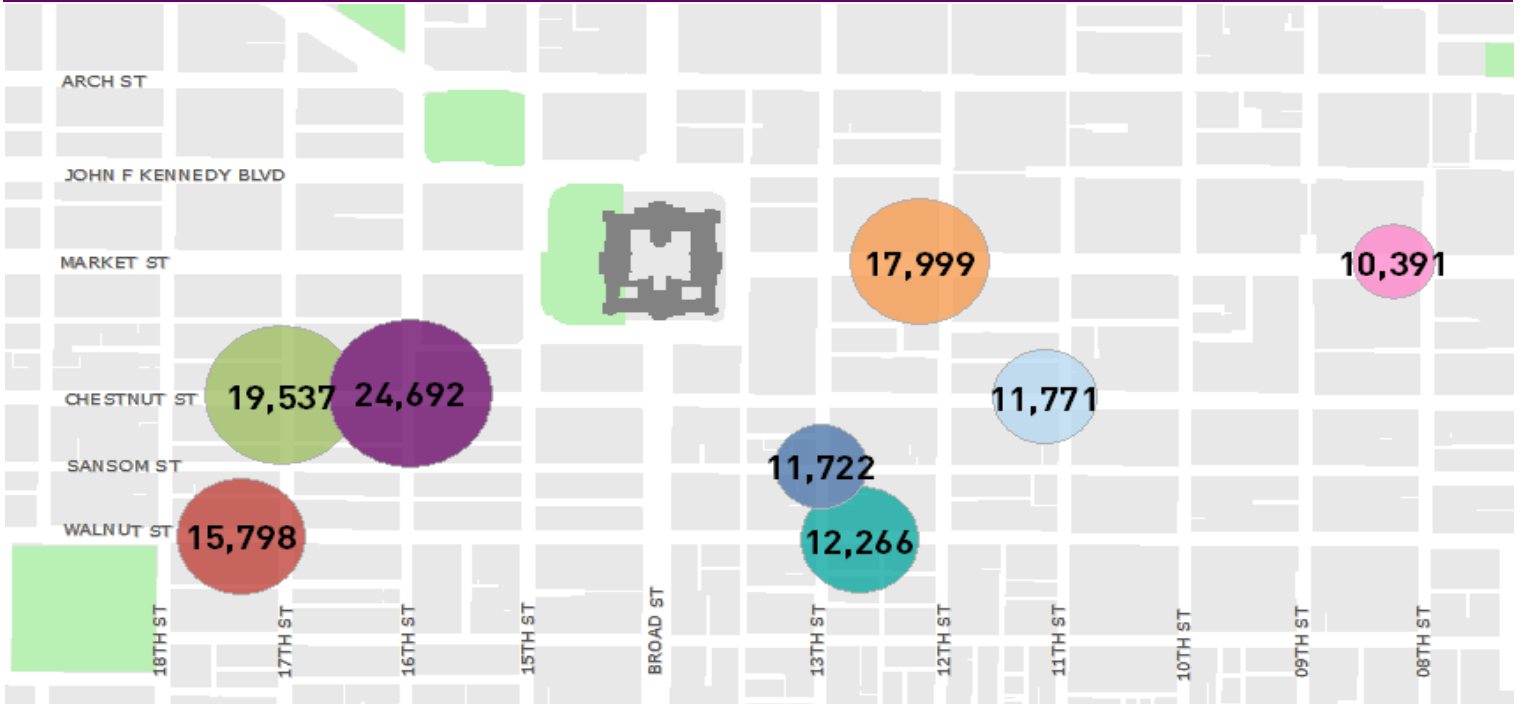 ARCH ST
JOHN F KENNEDY BLVD
MARKET ST
17,999
10,391
CHESTNUT ST
19,537
24,692
11,771
SANSOM ST
11,722
WALNUT ST
15,798
12,266
18TH ST
17TH ST
16TH ST
15TH ST
BROAD ST
13TH ST
12TH ST
11TH ST
10TH ST
09TH ST
08TH ST